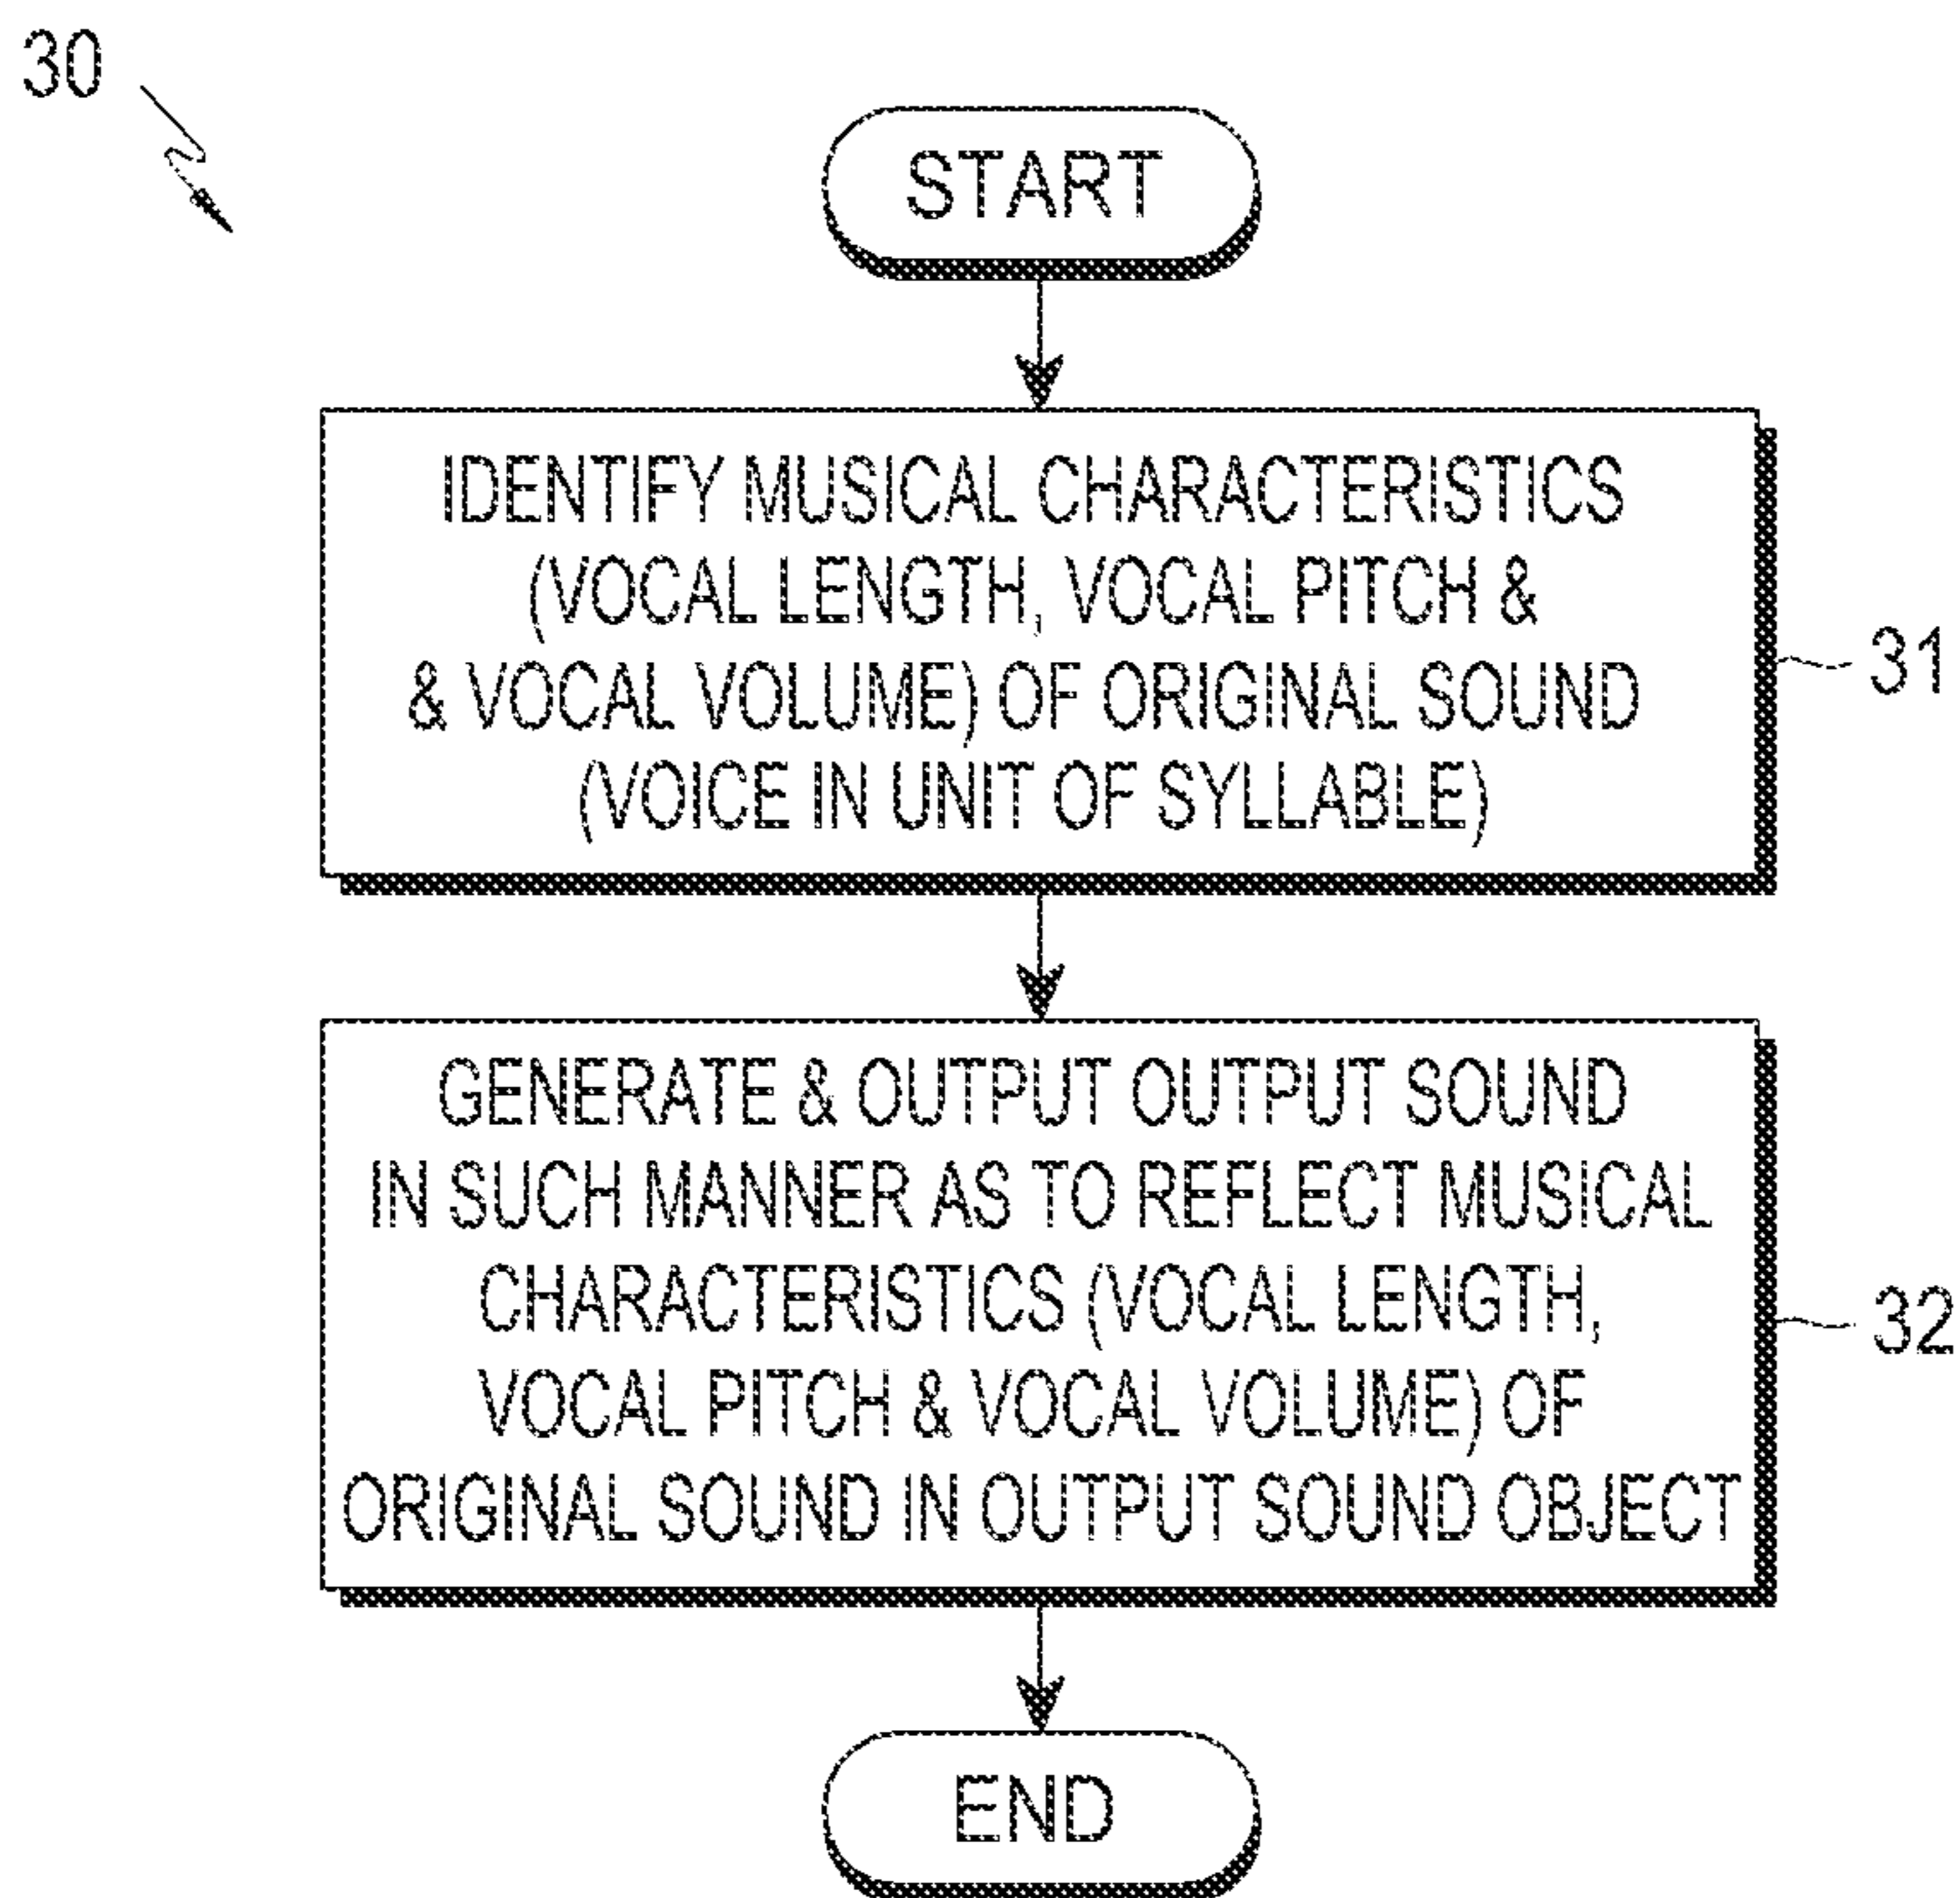 30
START
IDENTIFY MUSICAL CHARACTERISTICS
(VOCAL LENGTH, VOCAL PITCH &
& VOCAL VOLUME) OF ORIGINAL SOUND
(VOICE IN UNIT OF SYLLABLE)
31
GENERATE & OUTPUT OUTPUT SOUND
IN SUCH MANNER AS TO REFLECT MUSICAL
CHARACTERISTICS (VOCAL LENGTH,
VOCAL PITCH & VOCAL VOLUME) OF
ORIGINAL SOUND IN OUTPUT SOUND OBJECT
32
END